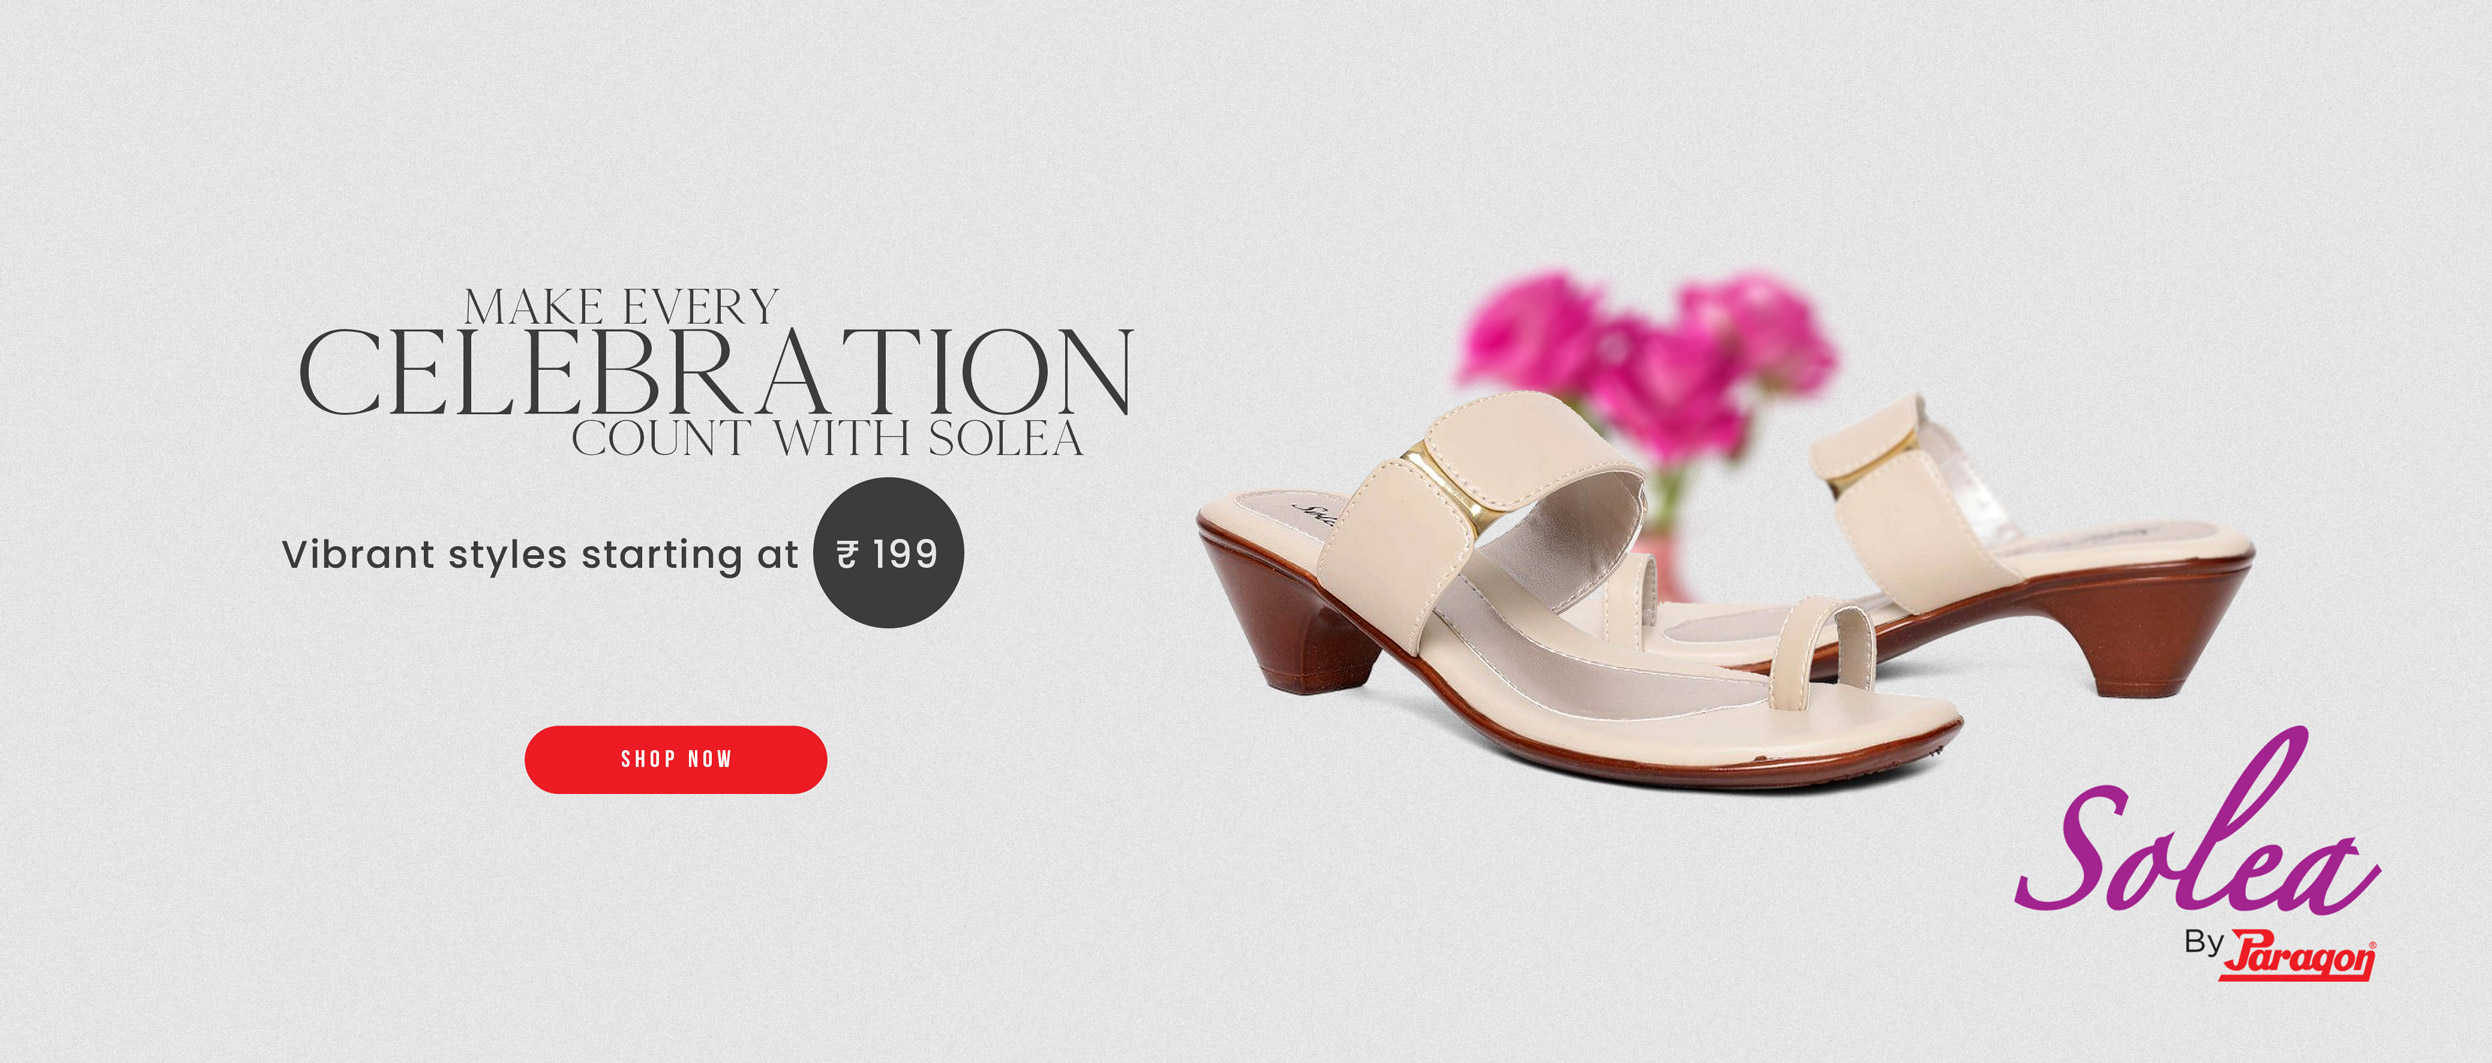 MAKE EVERY
CELEBRATION
COUNT WITH SOLEA
Vibrant styles starting at ₹ 199
SHOP NOW
Solea
By Paragon®